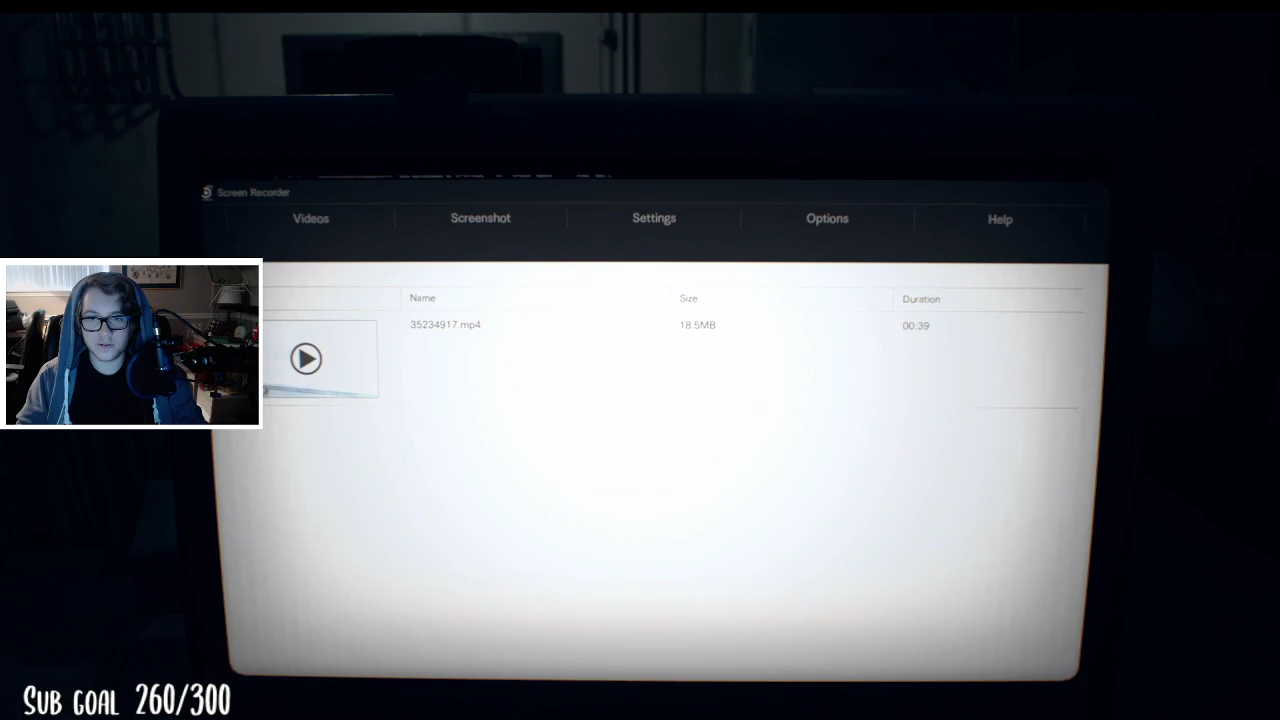 Screen Recorder
Videos Screenshot Settings Options Help
Name Size Duration
35234917.mp4 18.5MB 00:39
SUB GOAL 260/300